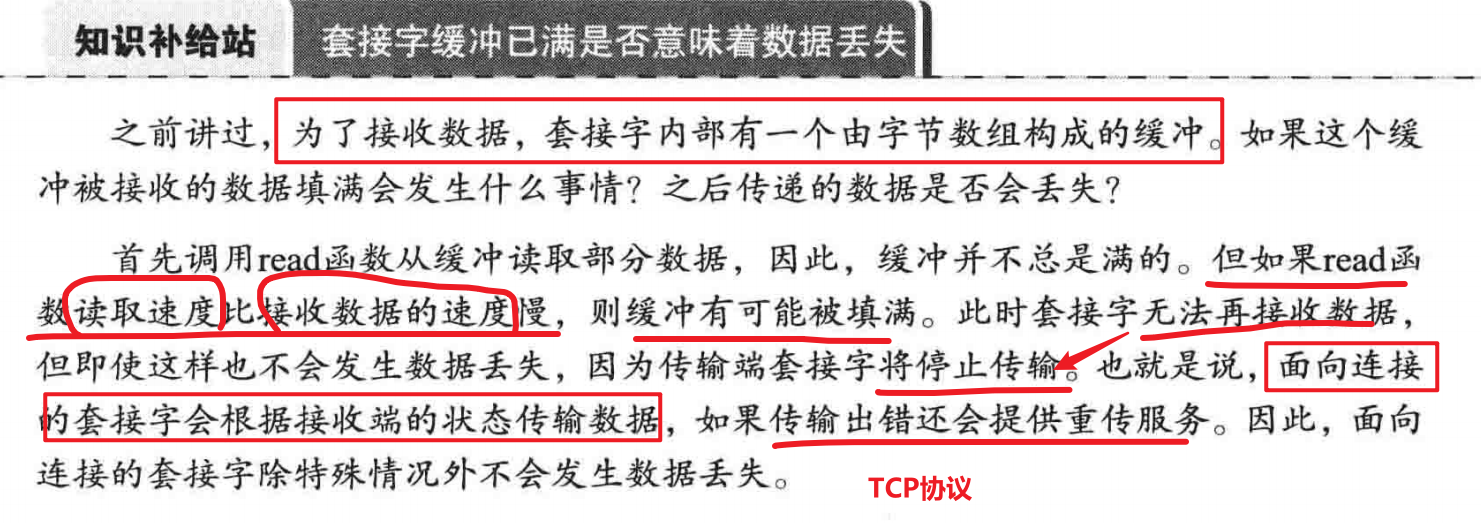 知识补给站 套接字缓冲已满是否意味着数据丢失
之前讲过，为了接收数据，套接字内部有一个由字节数组构成的缓冲。如果这个缓
冲被接收的数据填满会发生什么事情？之后传递的数据是否会丢失？
首先调用read函数从缓冲读取部分数据，因此，缓冲并不总是满的。但如果read函
数读取速度比接收数据的速度慢，则缓冲有可能被填满。此时套接字无法再接收数据，
但即使这样也不会发生数据丢失，因为传输端套接字将停止传输。也就是说，面向连接
的套接字会根据接收端的状态传输数据，如果传输出错还会提供重传服务。因此，面向
连接的套接字除特殊情况外不会发生数据丢失。
TCP协议